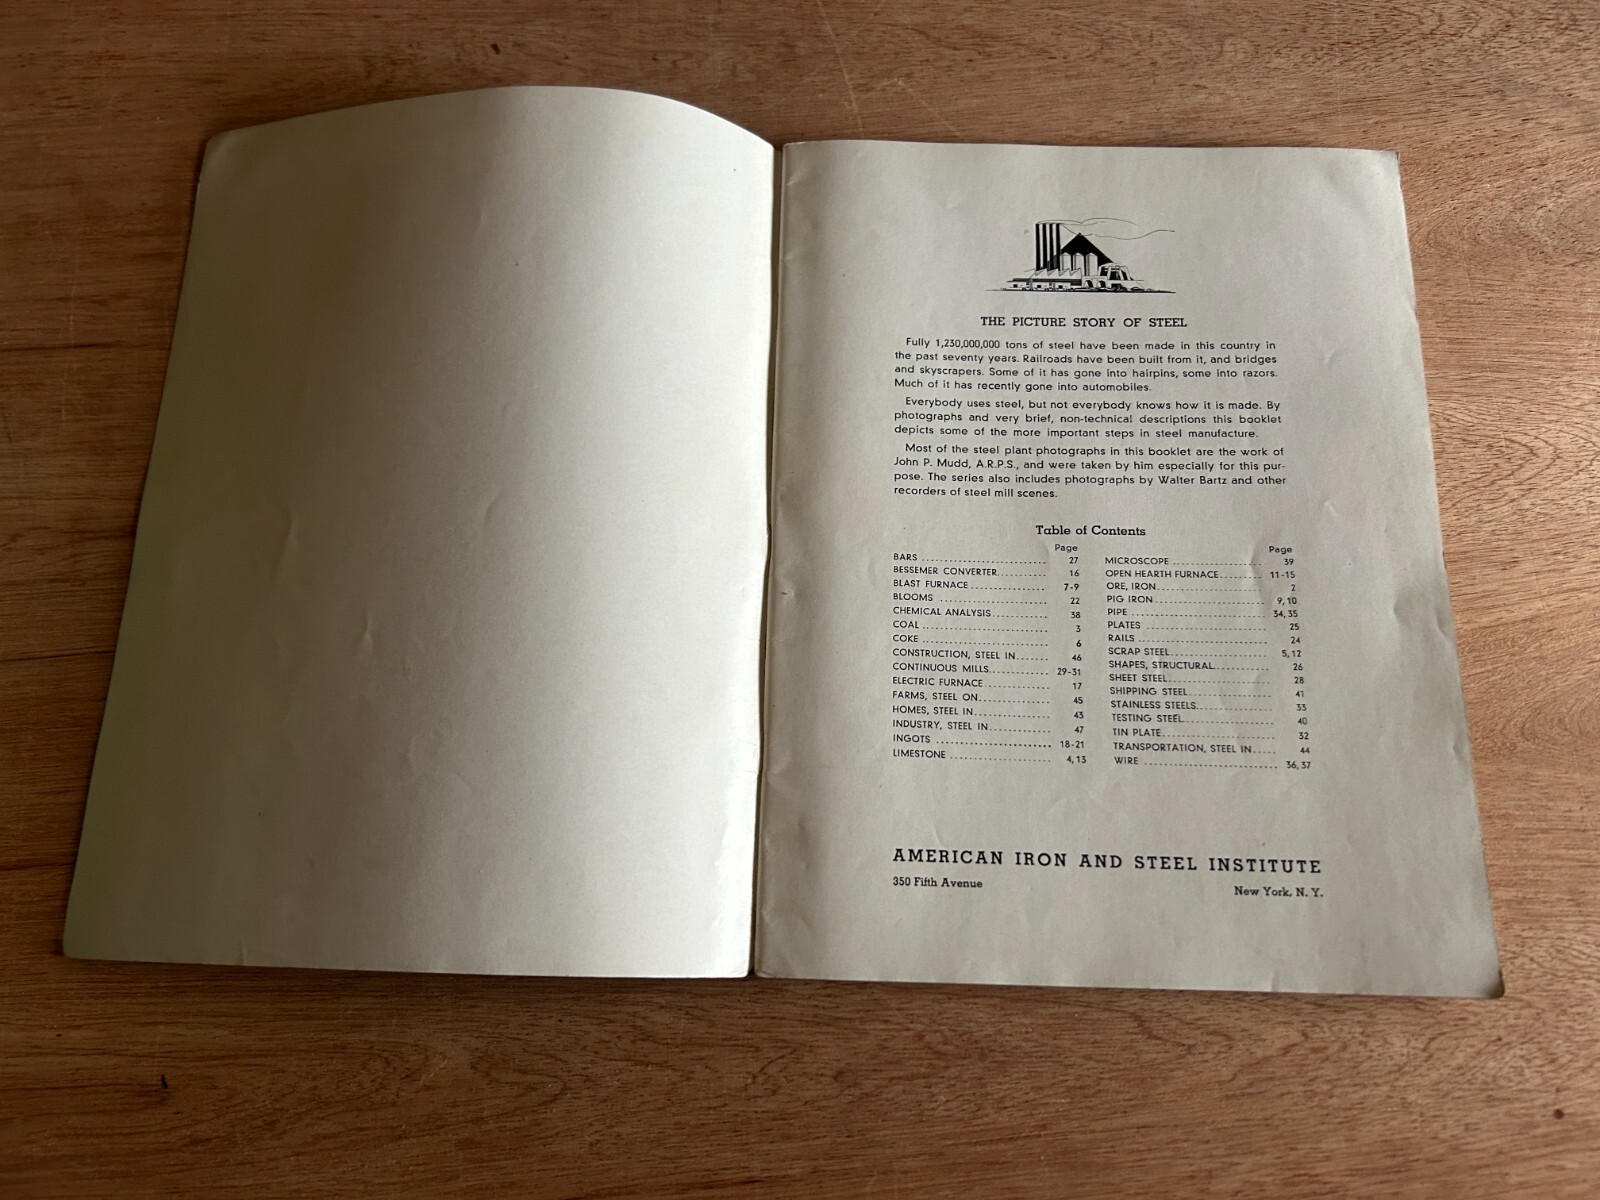 THE PICTURE STORY OF STEEL
Fully 1,230,000,000 tons of steel have been made in this country in
the past seventy years. Railroads have been built from it, and bridges
and skyscrapers. Some of it has gone into hairpins, some into razors.
Much of it has recently gone into automobiles.
Everybody uses steel, but not everybody knows how it is made. By
photographs and very brief, non-technical descriptions this booklet
depicts some of the more important steps in steel manufacture.
Most of the steel plant photographs in this booklet are the work of
John P. Mudd, A.R.P.S., and were taken by him especially for this pur-
pose. The series also includes photographs by Walter Bartz and other
recorders of steel mill scenes.
Table of Contents
Page
BARS 27
BESSEMER CONVERTER 16
BLAST FURNACE 7-9
BLOOMS 22
CHEMICAL ANALYSIS 38
COAL 3
COKE 6
CONSTRUCTION, STEEL IN 46
CONTINUOUS MILLS 29-31
ELECTRIC FURNACE 17
FARMS, STEEL ON 45
HOMES, STEEL IN 43
INDUSTRY, STEEL IN 47
INGOTS 18-21
LIMESTONE 4, 13
Page
MICROSCOPE 39
OPEN HEARTH FURNACE 11-15
ORE, IRON 2
PIG IRON 9, 10
PIPE 34, 35
PLATES 25
RAILS 24
SCRAP STEEL 5, 12
SHAPES, STRUCTURAL 26
SHEET STEEL 28
SHIPPING STEEL 41
STAINLESS STEELS 33
TESTING STEEL 40
TIN PLATE 32
TRANSPORTATION, STEEL IN 44
WIRE 36, 37
AMERICAN IRON AND STEEL INSTITUTE
350 Fifth Avenue New York, N. Y.